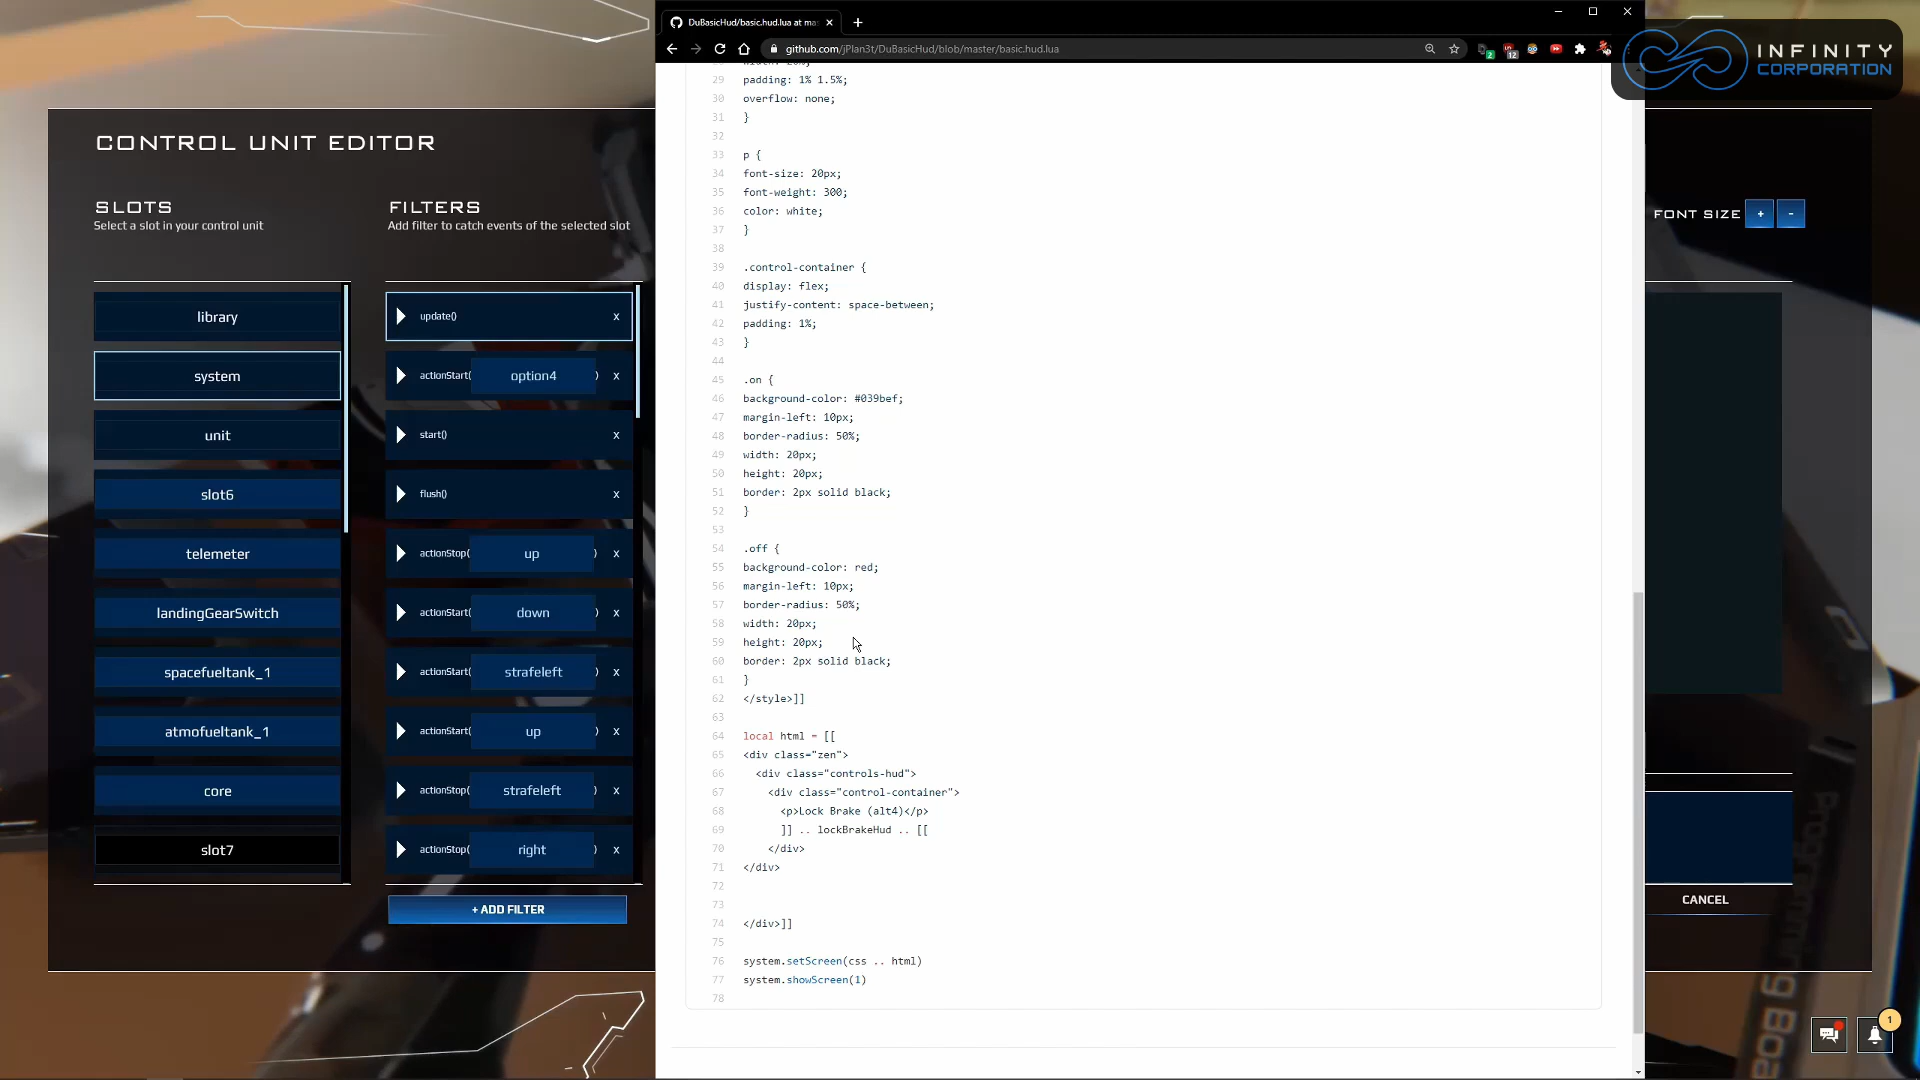 DuBasicHud/basic.hud.lua at mas
github.com/jPlan3t/DuBasicHud/blob/master/basic.hud.lua
2
12
INFINITY
CORPORATION
CONTROL UNIT EDITOR
SLOTS
Select a slot in your control unit
library
system
unit
slot6
telemeter
landingGearSwitch
spacefueltank_1
atmofueltank_1
core
slot7
FILTERS
Add filter to catch events of the selected slot
update() x
actionStart( option4 ) x
start() x
flush() x
actionStop( up ) x
actionStart( down ) x
actionStart( strafeleft ) x
actionStart( up ) x
actionStop( strafeleft ) x
actionStop( right ) x
+ ADD FILTER
29 padding: 1% 1.5%;
30 overflow: none;
31 }
32
33 p {
34 font-size: 20px;
35 font-weight: 300;
36 color: white;
37 }
38
39 .control-container {
40 display: flex;
41 justify-content: space-between;
42 padding: 1%;
43 }
44
45 .on {
46 background-color: #039bef;
47 margin-left: 10px;
48 border-radius: 50%;
49 width: 20px;
50 height: 20px;
51 border: 2px solid black;
52 }
53
54 .off {
55 background-color: red;
56 margin-left: 10px;
57 border-radius: 50%;
58 width: 20px;
59 height: 20px;
60 border: 2px solid black;
61 }
62 </style>]]
63
64 local html = [[
65 <div class="zen">
66 <div class="controls-hud">
67 <div class="control-container">
68 <p>Lock Brake (alt4)</p>
69 ]] .. lockBrakeHud .. [[
70 </div>
71 </div>
72
73
74 </div>]]
75
76 system.setScreen(css .. html)
77 system.showScreen(1)
78
FONT SIZE + -
CANCEL
1